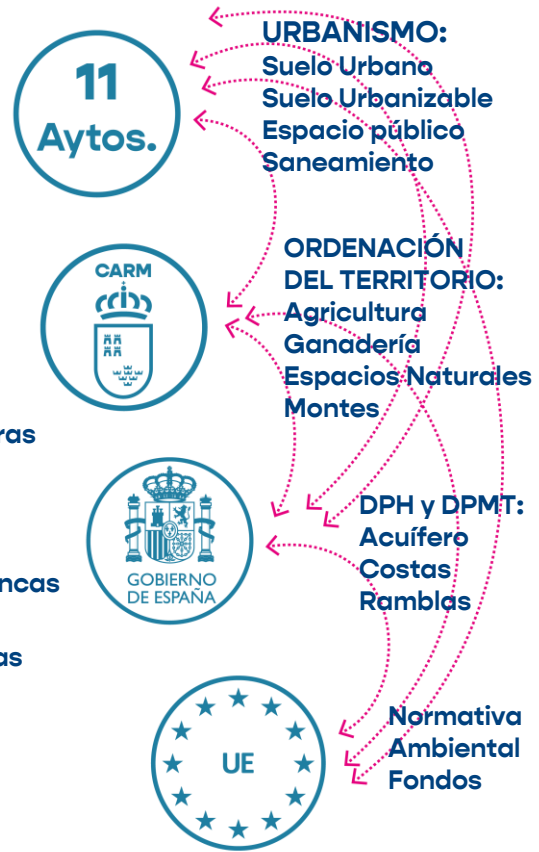 11
Aytos.
URBANISMO:
Suelo Urbano
Suelo Urbanizable
Espacio público
Saneamiento
CARM
ORDENACIÓN
DEL TERRITORIO:
Agricultura
Ganadería
Espacios Naturales
Montes
ras
GOBIERNO
DE ESPAÑA
DPH y DPMT:
Acuífero
Costas
Ramblas
ncas
as
UE
Normativa
Ambiental
Fondos